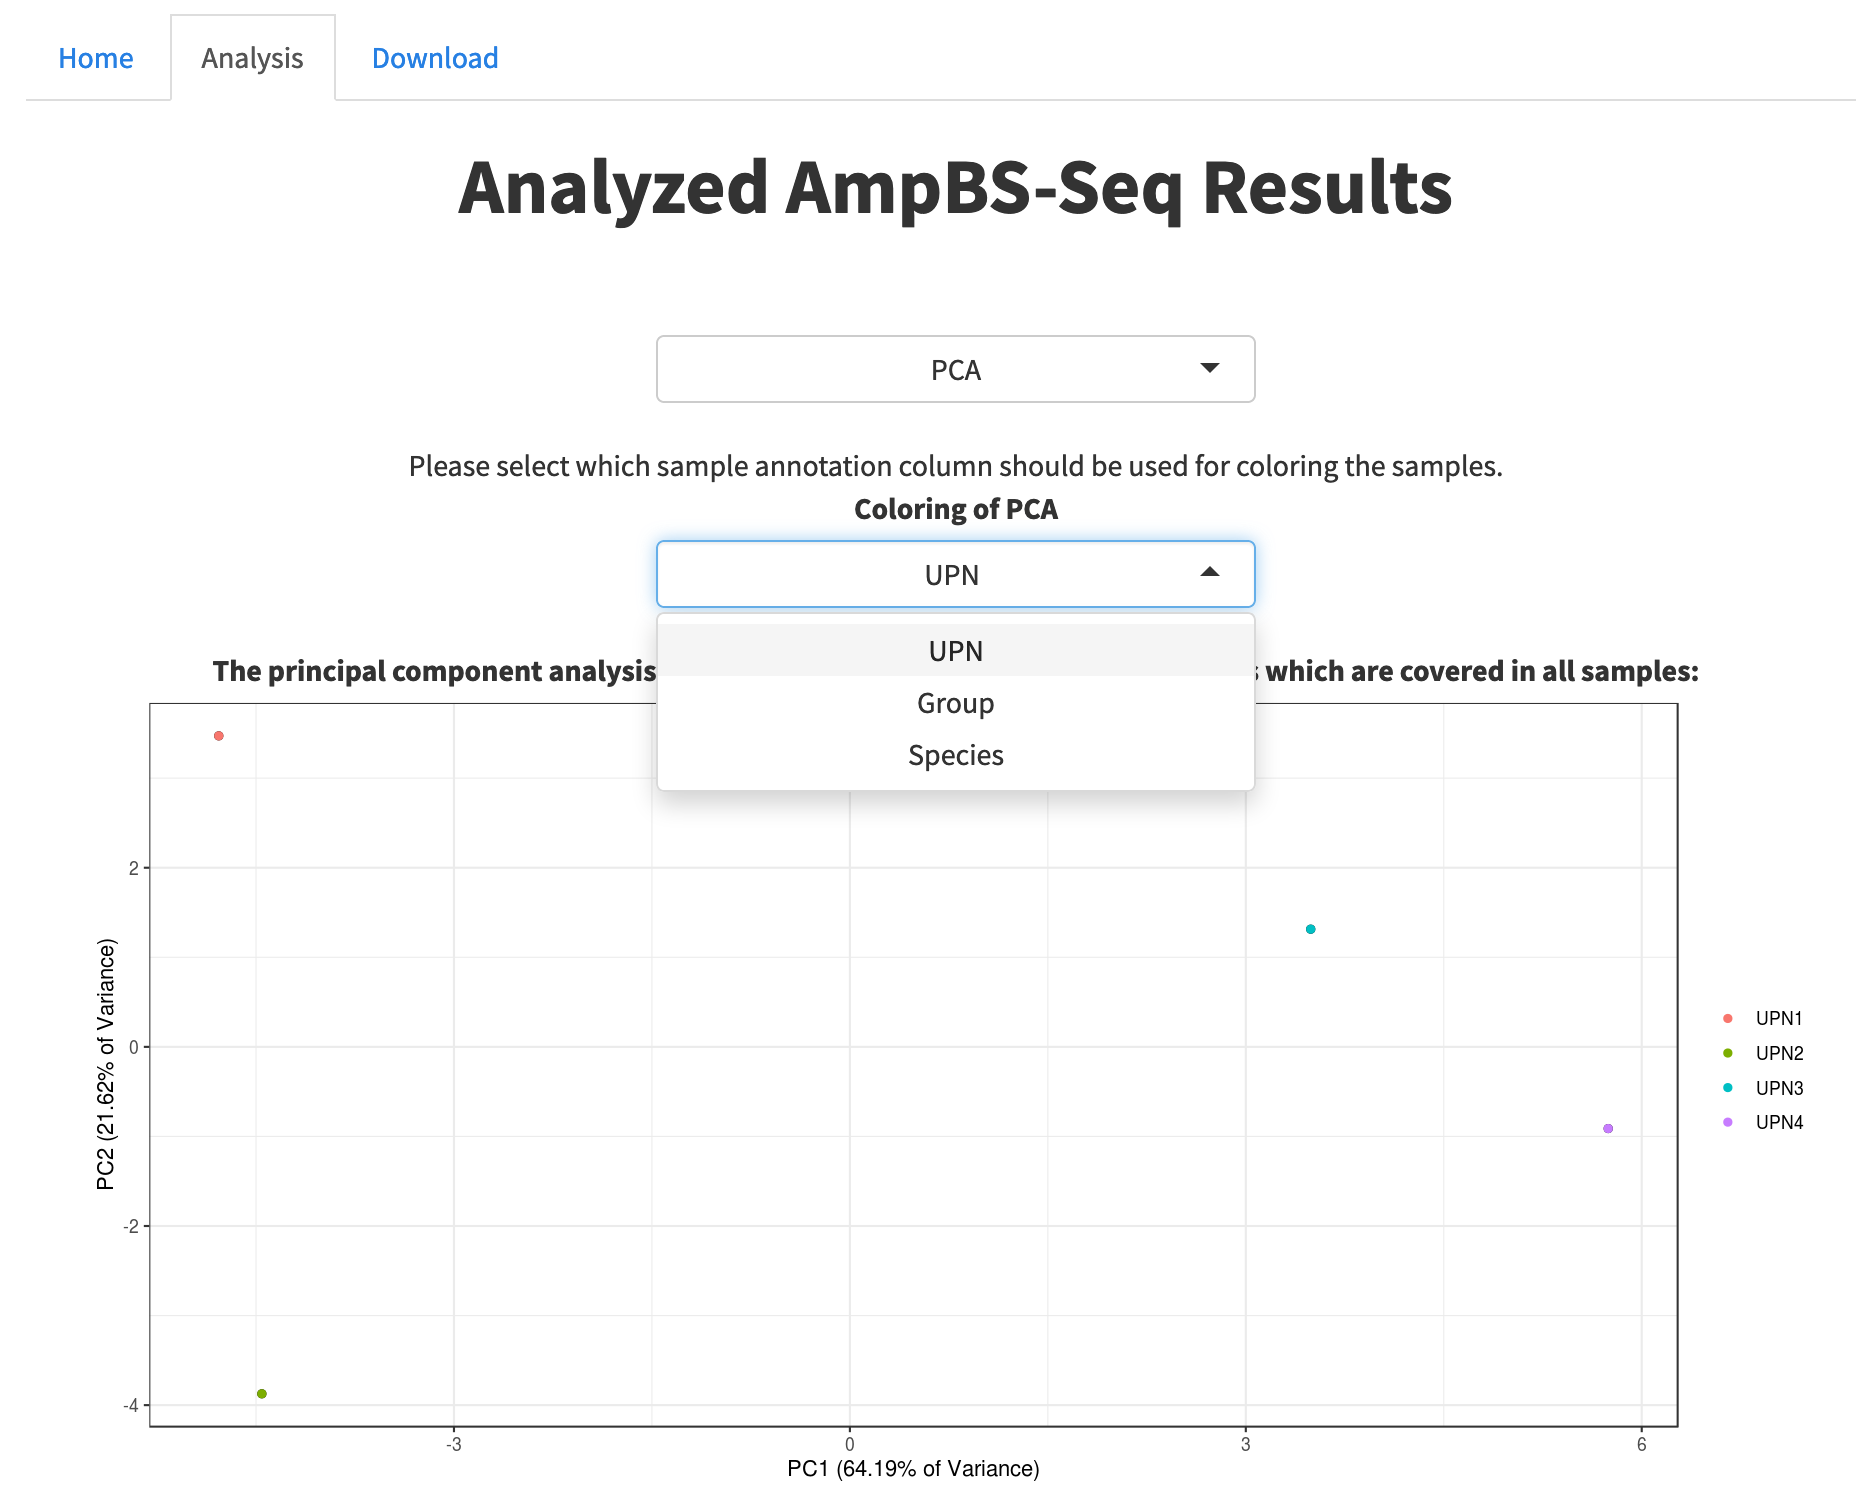 Home Analysis Download
Analyzed AmpBS-Seq Results
PCA
Please select which sample annotation column should be used for coloring the samples.
Coloring of PCA
UPN
UPN
Group
Species
The principal component analysis which are covered in all samples:
2
0
-2
-4
PC2 (21.62% of Variance)
-3 0 3 6
PC1 (64.19% of Variance)
UPN1
UPN2
UPN3
UPN4